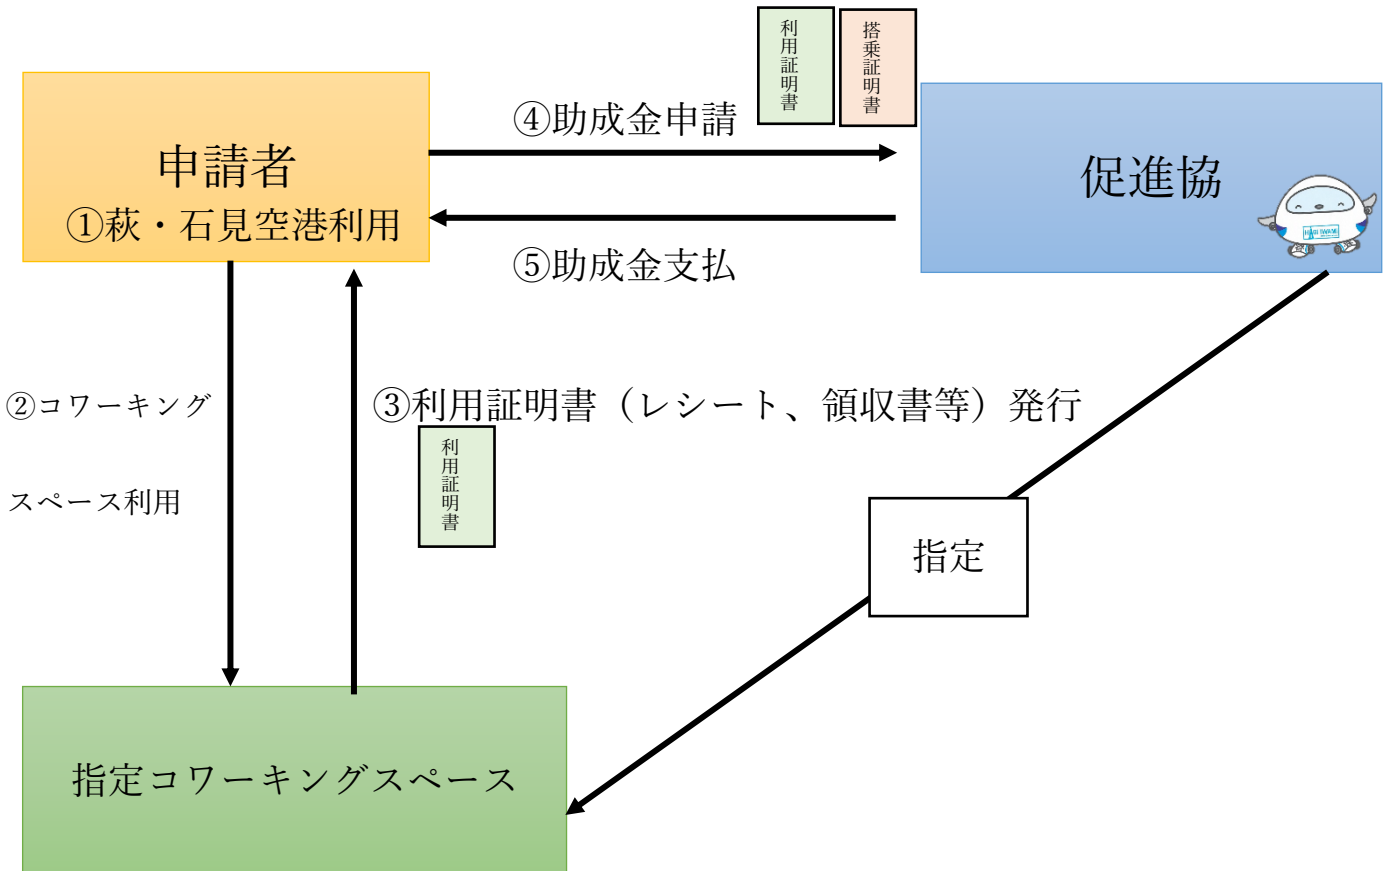 利用証明書
搭乗証明書
④助成金申請
申請者
①萩・石見空港利用
促進協
⑤助成金支払
②コワーキング
スペース利用
③利用証明書（レシート、領収書等）発行
利用証明書
指定
指定コワーキングスペース